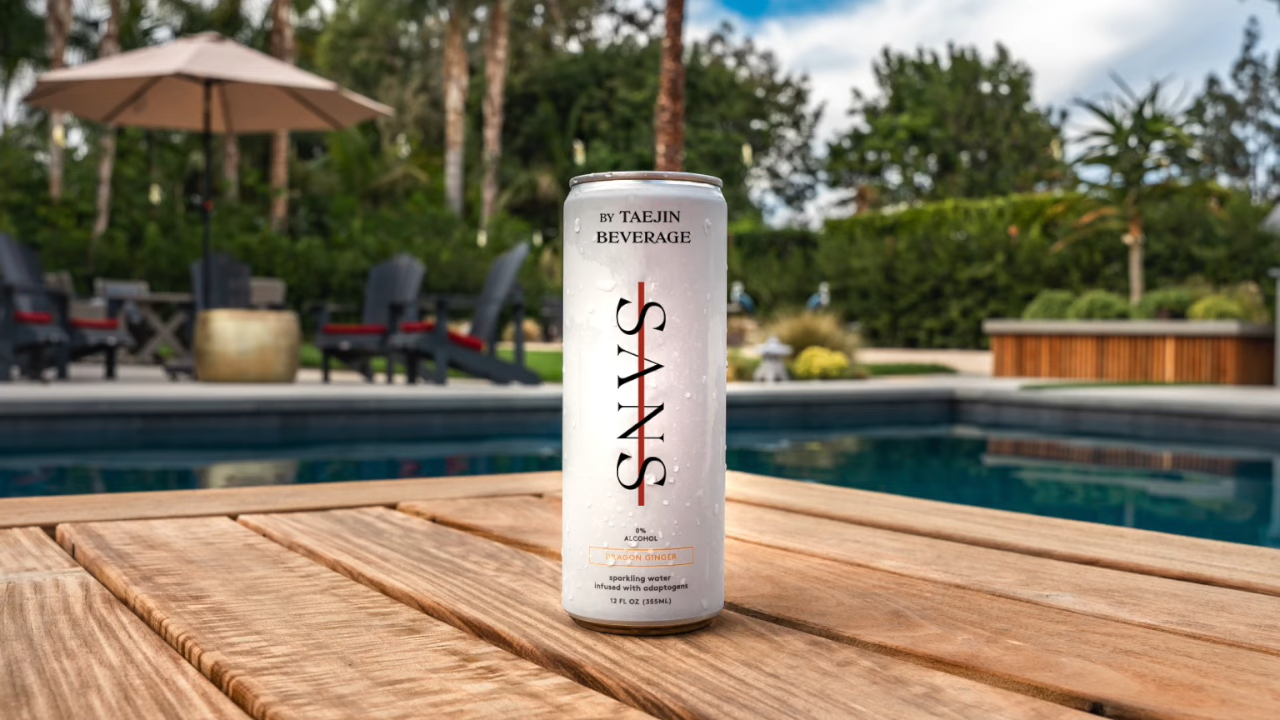 BY TAEJIN
BEVERAGE
SANS
0%
ALCOHOL
DRAGON GINGER
sparkling water
infused with adaptogens
12 FL OZ (355ML)